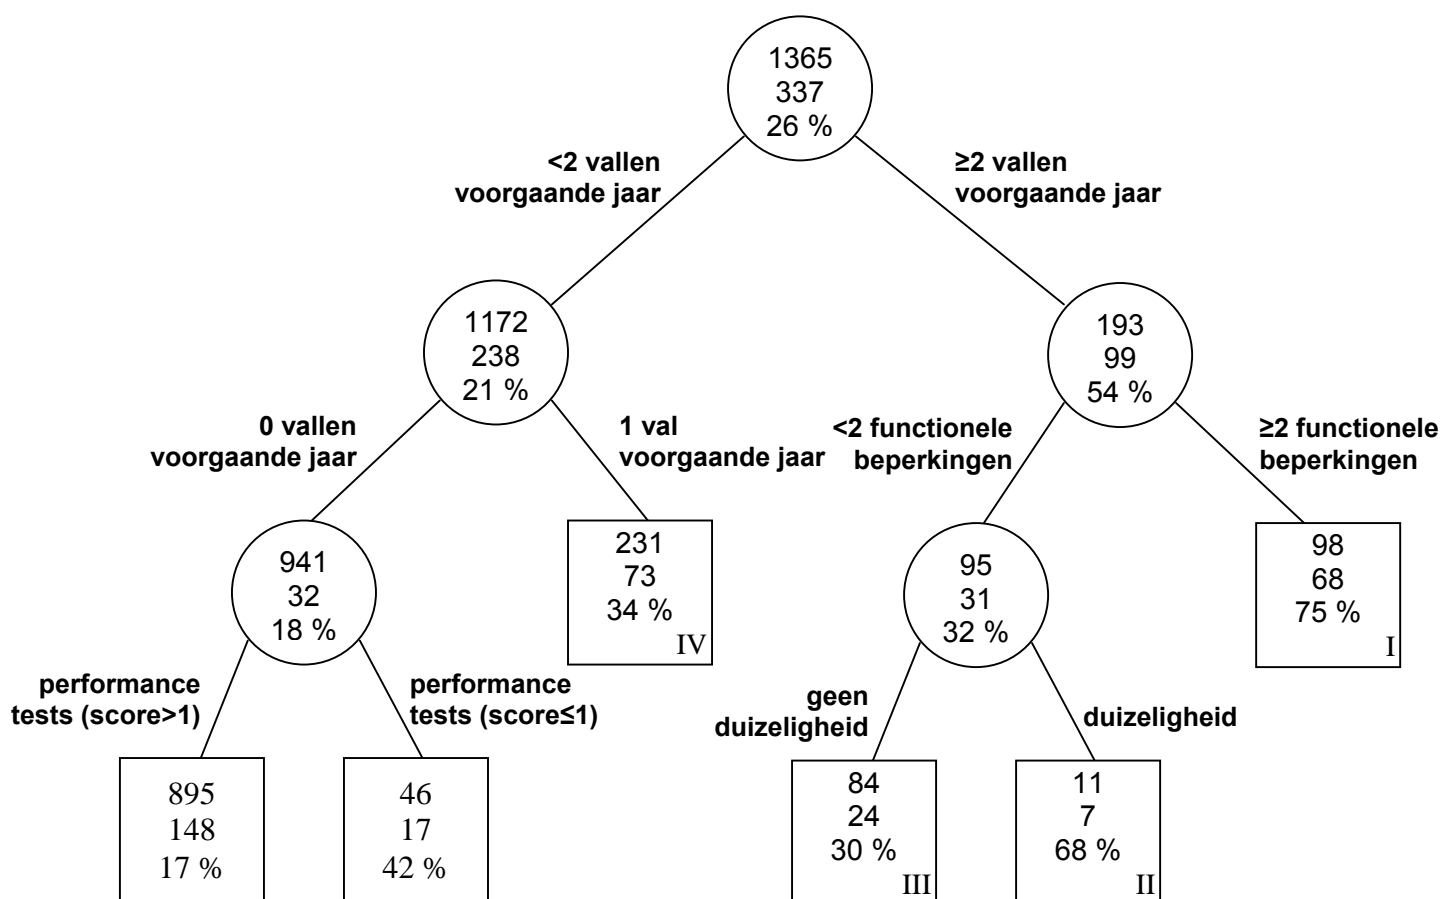 1365
337
26 %
<2 vallen
voorgaande jaar
≥2 vallen
voorgaande jaar
1172
238
21 %
193
99
54 %
0 vallen
voorgaande jaar
1 val
voorgaande jaar
<2 functionele
beperkingen
≥2 functionele
beperkingen
941
32
18 %
231
73
34 %
IV
95
31
32 %
98
68
75 %
I
performance
tests (score>1)
performance
tests (score≤1)
geen
duizeligheid
duizeligheid
895
148
17 %
46
17
42 %
84
24
30 %
III
11
7
68 %
II